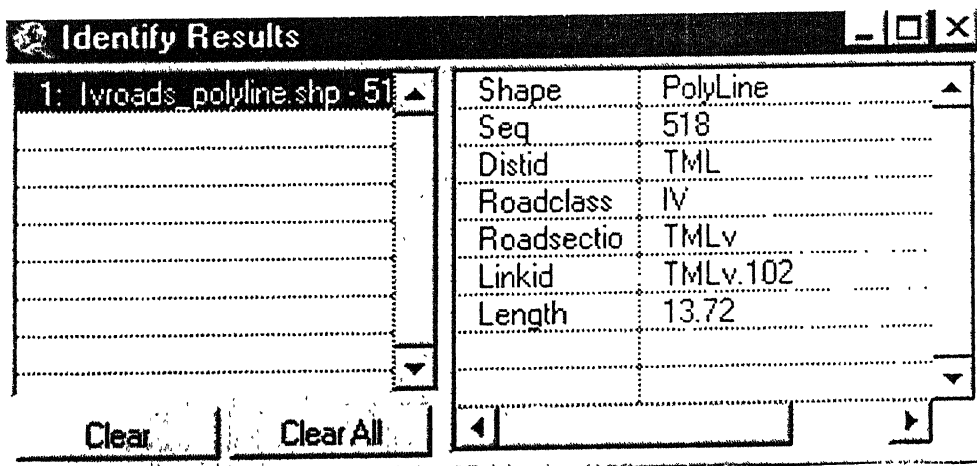 Identify Results
1: lvroads_polyline.shp - 51
Shape PolyLine
Seq 518
Distid TML
Roadclass IV
Roadsectio TMLv
Linkid TMLv.102
Length 13.72
Clear Clear All